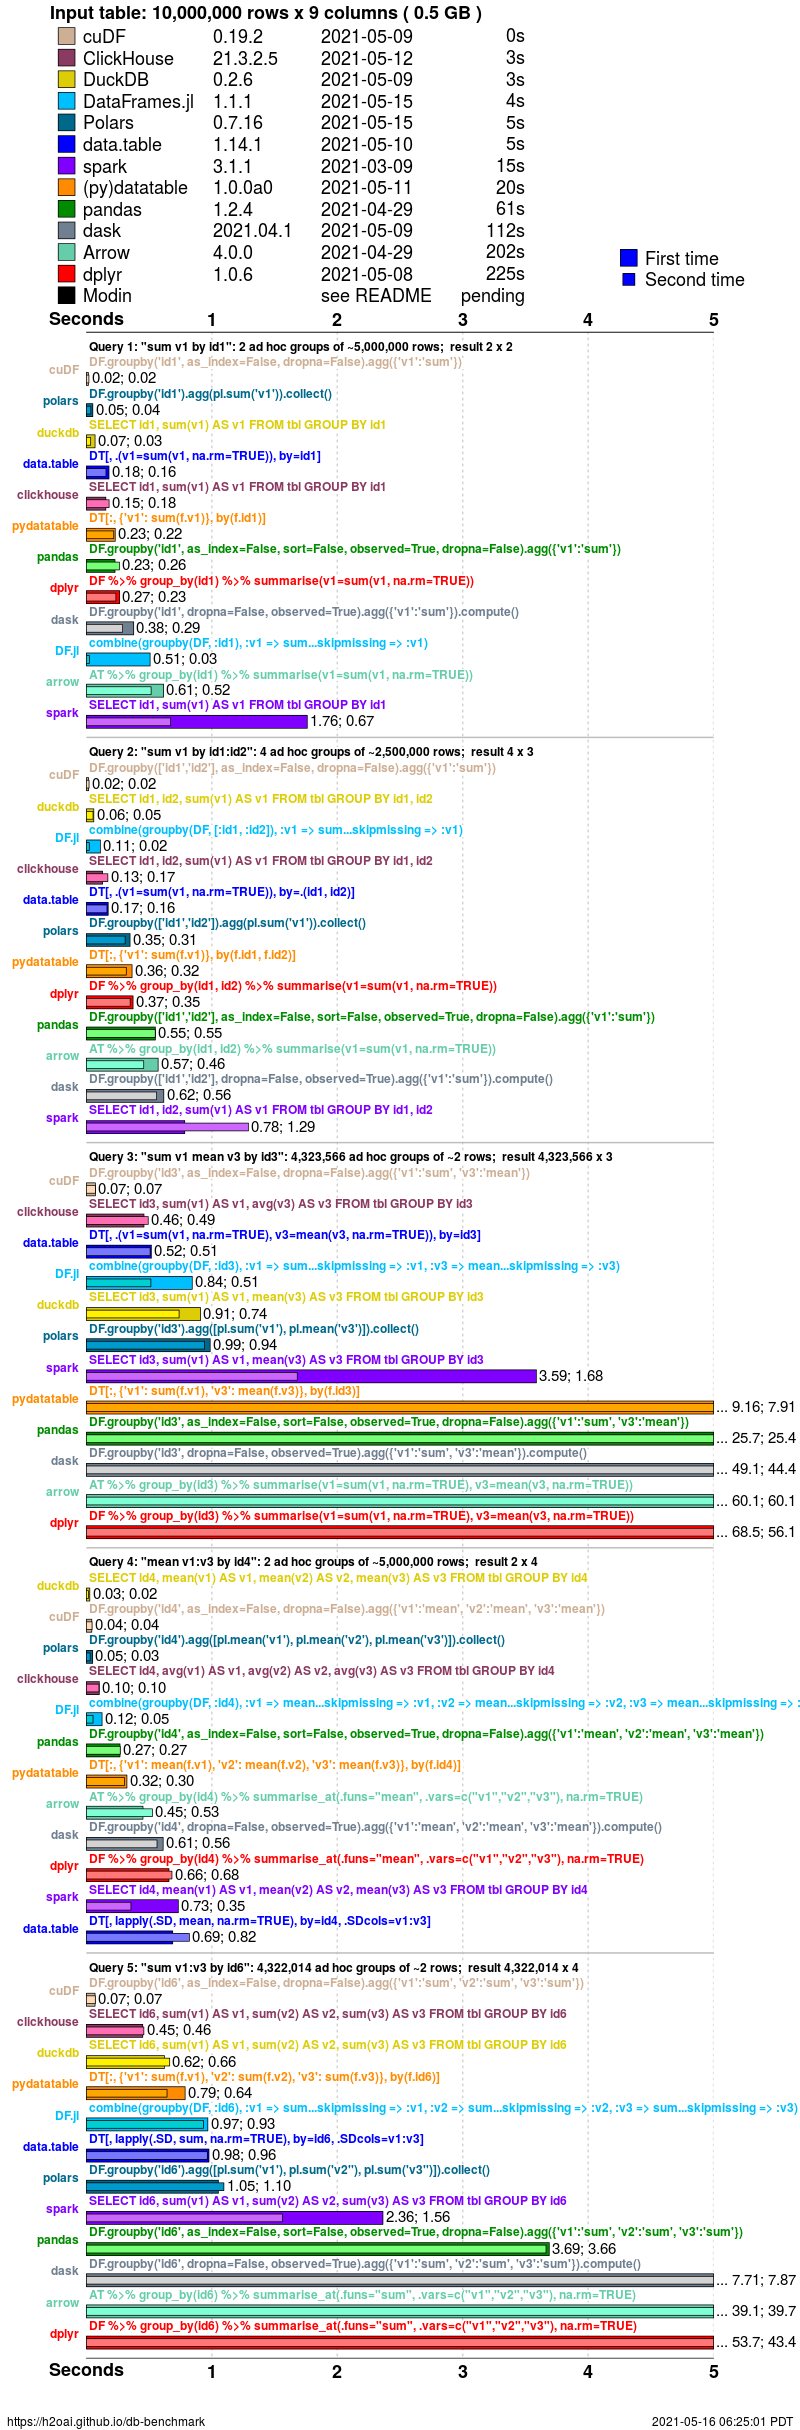 Input table: 10,000,000 rows x 9 columns ( 0.5 GB )
cuDF 0.19.2 2021-05-09 0s
ClickHouse 21.3.2.5 2021-05-12 3s
DuckDB 0.2.6 2021-05-09 3s
DataFrames.jl 1.1.1 2021-05-15 4s
Polars 0.7.16 2021-05-15 5s
data.table 1.14.1 2021-05-10 5s
spark 3.1.1 2021-03-09 15s
(py)datatable 1.0.0a0 2021-05-11 20s
pandas 1.2.4 2021-04-29 61s
dask 2021.04.1 2021-05-09 112s
Arrow 4.0.0 2021-04-29 202s
First time
dplyr 1.0.6 2021-05-08 225s
Second time
Modin see README pending
Seconds 1 2 3 4 5
Query 1: "sum v1 by id1": 2 ad hoc groups of ~5,000,000 rows; result 2 x 2
DF.groupby('id1', as_index=False, dropna=False).agg({'v1':'sum'})
cuDF 0.02; 0.02
DF.groupby('id1').agg(pl.sum('v1')).collect()
polars 0.05; 0.04
SELECT id1, sum(v1) AS v1 FROM tbl GROUP BY id1
duckdb 0.07; 0.03
DT[, .(v1=sum(v1, na.rm=TRUE)), by=id1]
data.table 0.18; 0.16
SELECT id1, sum(v1) AS v1 FROM tbl GROUP BY id1
clickhouse 0.15; 0.18
DT[:, {'v1': sum(f.v1)}, by(f.id1)]
pydatatable 0.23; 0.22
DF.groupby('id1', as_index=False, sort=False, observed=True, dropna=False).agg({'v1':'sum'})
pandas 0.23; 0.26
DF %>% group_by(id1) %>% summarise(v1=sum(v1, na.rm=TRUE))
dplyr 0.27; 0.23
DF.groupby('id1', dropna=False, observed=True).agg({'v1':'sum'}).compute()
dask 0.38; 0.29
combine(groupby(DF, :id1), :v1 => sum...skipmissing => :v1)
DF.jl 0.51; 0.03
AT %>% group_by(id1) %>% summarise(v1=sum(v1, na.rm=TRUE))
arrow 0.61; 0.52
SELECT id1, sum(v1) AS v1 FROM tbl GROUP BY id1
spark 1.76; 0.67
Query 2: "sum v1 by id1:id2": 4 ad hoc groups of ~2,500,000 rows; result 4 x 3
DF.groupby(['id1','id2'], as_index=False, dropna=False).agg({'v1':'sum'})
cuDF 0.02; 0.02
SELECT id1, id2, sum(v1) AS v1 FROM tbl GROUP BY id1, id2
duckdb 0.06; 0.05
combine(groupby(DF, [:id1, :id2]), :v1 => sum...skipmissing => :v1)
DF.jl 0.11; 0.02
SELECT id1, id2, sum(v1) AS v1 FROM tbl GROUP BY id1, id2
clickhouse 0.13; 0.17
DT[, .(v1=sum(v1, na.rm=TRUE)), by=.(id1, id2)]
data.table 0.17; 0.16
DF.groupby(['id1','id2']).agg(pl.sum('v1')).collect()
polars 0.35; 0.31
DT[:, {'v1': sum(f.v1)}, by(f.id1, f.id2)]
pydatatable 0.36; 0.32
DF %>% group_by(id1, id2) %>% summarise(v1=sum(v1, na.rm=TRUE))
dplyr 0.37; 0.35
DF.groupby(['id1','id2'], as_index=False, sort=False, observed=True, dropna=False).agg({'v1':'sum'})
pandas 0.55; 0.55
AT %>% group_by(id1, id2) %>% summarise(v1=sum(v1, na.rm=TRUE))
arrow 0.57; 0.46
DF.groupby(['id1','id2'], dropna=False, observed=True).agg({'v1':'sum'}).compute()
dask 0.62; 0.56
SELECT id1, id2, sum(v1) AS v1 FROM tbl GROUP BY id1, id2
spark 0.78; 1.29
Query 3: "sum v1 mean v3 by id3": 4,323,566 ad hoc groups of ~2 rows; result 4,323,566 x 3
DF.groupby('id3', as_index=False, dropna=False).agg({'v1':'sum', 'v3':'mean'})
cuDF 0.07; 0.07
SELECT id3, sum(v1) AS v1, avg(v3) AS v3 FROM tbl GROUP BY id3
clickhouse 0.46; 0.49
DT[, .(v1=sum(v1, na.rm=TRUE), v3=mean(v3, na.rm=TRUE)), by=id3]
data.table 0.52; 0.51
combine(groupby(DF, :id3), :v1 => sum...skipmissing => :v1, :v3 => mean...skipmissing => :v3)
DF.jl 0.84; 0.51
SELECT id3, sum(v1) AS v1, mean(v3) AS v3 FROM tbl GROUP BY id3
duckdb 0.91; 0.74
DF.groupby('id3').agg([pl.sum('v1'), pl.mean('v3')]).collect()
polars 0.99; 0.94
SELECT id3, sum(v1) AS v1, mean(v3) AS v3 FROM tbl GROUP BY id3
spark 3.59; 1.68
DT[:, {'v1': sum(f.v1), 'v3': mean(f.v3)}, by(f.id3)]
pydatatable ... 9.16; 7.91
DF.groupby('id3', as_index=False, sort=False, observed=True, dropna=False).agg({'v1':'sum', 'v3':'mean'})
pandas ... 25.7; 25.4
DF.groupby('id3', dropna=False, observed=True).agg({'v1':'sum', 'v3':'mean'}).compute()
dask ... 49.1; 44.4
AT %>% group_by(id3) %>% summarise(v1=sum(v1, na.rm=TRUE), v3=mean(v3, na.rm=TRUE))
arrow ... 60.1; 60.1
DF %>% group_by(id3) %>% summarise(v1=sum(v1, na.rm=TRUE), v3=mean(v3, na.rm=TRUE))
dplyr ... 68.5; 56.1
Query 4: "mean v1:v3 by id4": 2 ad hoc groups of ~5,000,000 rows; result 2 x 4
SELECT id4, mean(v1) AS v1, mean(v2) AS v2, mean(v3) AS v3 FROM tbl GROUP BY id4
duckdb 0.03; 0.02
DF.groupby('id4', as_index=False, dropna=False).agg({'v1':'mean', 'v2':'mean', 'v3':'mean'})
cuDF 0.04; 0.04
DF.groupby('id4').agg([pl.mean('v1'), pl.mean('v2'), pl.mean('v3')]).collect()
polars 0.05; 0.03
SELECT id4, avg(v1) AS v1, avg(v2) AS v2, avg(v3) AS v3 FROM tbl GROUP BY id4
clickhouse 0.10; 0.10
combine(groupby(DF, :id4), :v1 => mean...skipmissing => :v1, :v2 => mean...skipmissing => :v2, :v3 => mean...skipmissing => :
DF.jl 0.12; 0.05
DF.groupby('id4', as_index=False, sort=False, observed=True, dropna=False).agg({'v1':'mean', 'v2':'mean', 'v3':'mean'})
pandas 0.27; 0.27
DT[:, {'v1': mean(f.v1), 'v2': mean(f.v2), 'v3': mean(f.v3)}, by(f.id4)]
pydatatable 0.32; 0.30
AT %>% group_by(id4) %>% summarise_at(.funs="mean", .vars=c("v1","v2","v3"), na.rm=TRUE)
arrow 0.45; 0.53
DF.groupby('id4', dropna=False, observed=True).agg({'v1':'mean', 'v2':'mean', 'v3':'mean'}).compute()
dask 0.61; 0.56
DF %>% group_by(id4) %>% summarise_at(.funs="mean", .vars=c("v1","v2","v3"), na.rm=TRUE)
dplyr 0.66; 0.68
SELECT id4, mean(v1) AS v1, mean(v2) AS v2, mean(v3) AS v3 FROM tbl GROUP BY id4
spark 0.73; 0.35
DT[, lapply(.SD, mean, na.rm=TRUE), by=id4, .SDcols=v1:v3]
data.table 0.69; 0.82
Query 5: "sum v1:v3 by id6": 4,322,014 ad hoc groups of ~2 rows; result 4,322,014 x 4
DF.groupby('id6', as_index=False, dropna=False).agg({'v1':'sum', 'v2':'sum', 'v3':'sum'})
cuDF 0.07; 0.07
SELECT id6, sum(v1) AS v1, sum(v2) AS v2, sum(v3) AS v3 FROM tbl GROUP BY id6
clickhouse 0.45; 0.46
SELECT id6, sum(v1) AS v1, sum(v2) AS v2, sum(v3) AS v3 FROM tbl GROUP BY id6
duckdb 0.62; 0.66
DT[:, {'v1': sum(f.v1), 'v2': sum(f.v2), 'v3': sum(f.v3)}, by(f.id6)]
pydatatable 0.79; 0.64
combine(groupby(DF, :id6), :v1 => sum...skipmissing => :v1, :v2 => sum...skipmissing => :v2, :v3 => sum...skipmissing => :v3)
DF.jl 0.97; 0.93
DT[, lapply(.SD, sum, na.rm=TRUE), by=id6, .SDcols=v1:v3]
data.table 0.98; 0.96
DF.groupby('id6').agg([pl.sum('v1'), pl.sum('v2"), pl.sum('v3")]).collect()
polars 1.05; 1.10
SELECT id6, sum(v1) AS v1, sum(v2) AS v2, sum(v3) AS v3 FROM tbl GROUP BY id6
spark 2.36; 1.56
DF.groupby('id6', as_index=False, sort=False, observed=True, dropna=False).agg({'v1':'sum', 'v2':'sum', 'v3':'sum'})
pandas 3.69; 3.66
DF.groupby('id6', dropna=False, observed=True).agg({'v1':'sum', 'v2':'sum', 'v3':'sum'}).compute()
dask ... 7.71; 7.87
AT %>% group_by(id6) %>% summarise_at(.funs="sum", .vars=c("v1","v2","v3"), na.rm=TRUE)
arrow ... 39.1; 39.7
DF %>% group_by(id6) %>% summarise_at(.funs="sum", .vars=c("v1","v2","v3"), na.rm=TRUE)
dplyr ... 53.7; 43.4
Seconds 1 2 3 4 5
https://h2oai.github.io/db-benchmark 2021-05-16 06:25:01 PDT